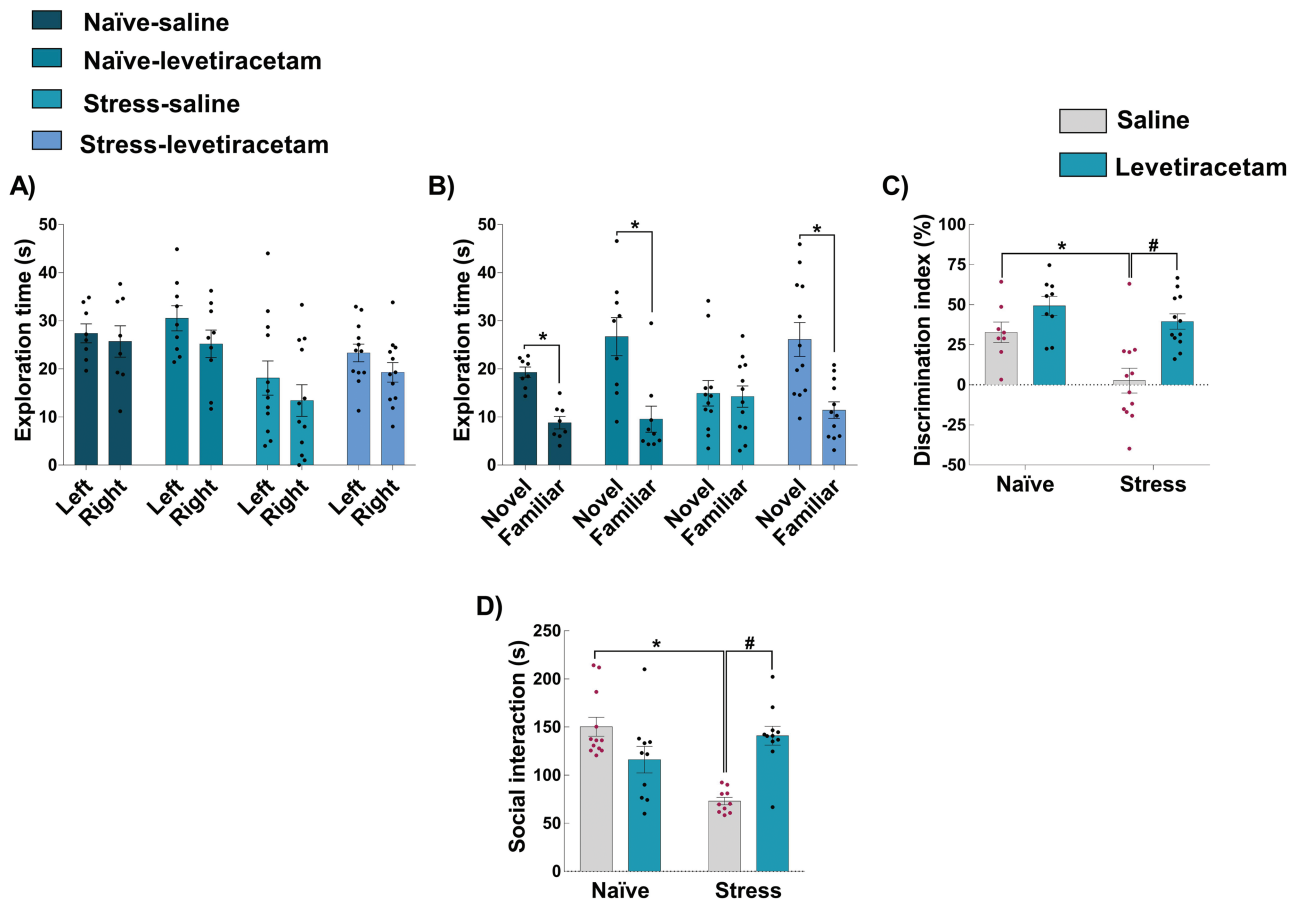 Naïve-saline
Naïve-levetiracetam
Stress-saline
Stress-levetiracetam
Saline
Levetiracetam
A)
Exploration time (s)
50
40
30
20
10
0
Left
Right
Left
Right
Left
Right
Left
Right
B)
Exploration time (s)
50
40
30
20
10
0
*
*
*
Novel
Familiar
Novel
Familiar
Novel
Familiar
Novel
Familiar
C)
Discrimination index (%)
100
75
50
25
0
-25
-50
*
#
Naïve
Stress
D)
Social interaction (s)
250
200
150
100
50
0
*
#
Naïve
Stress